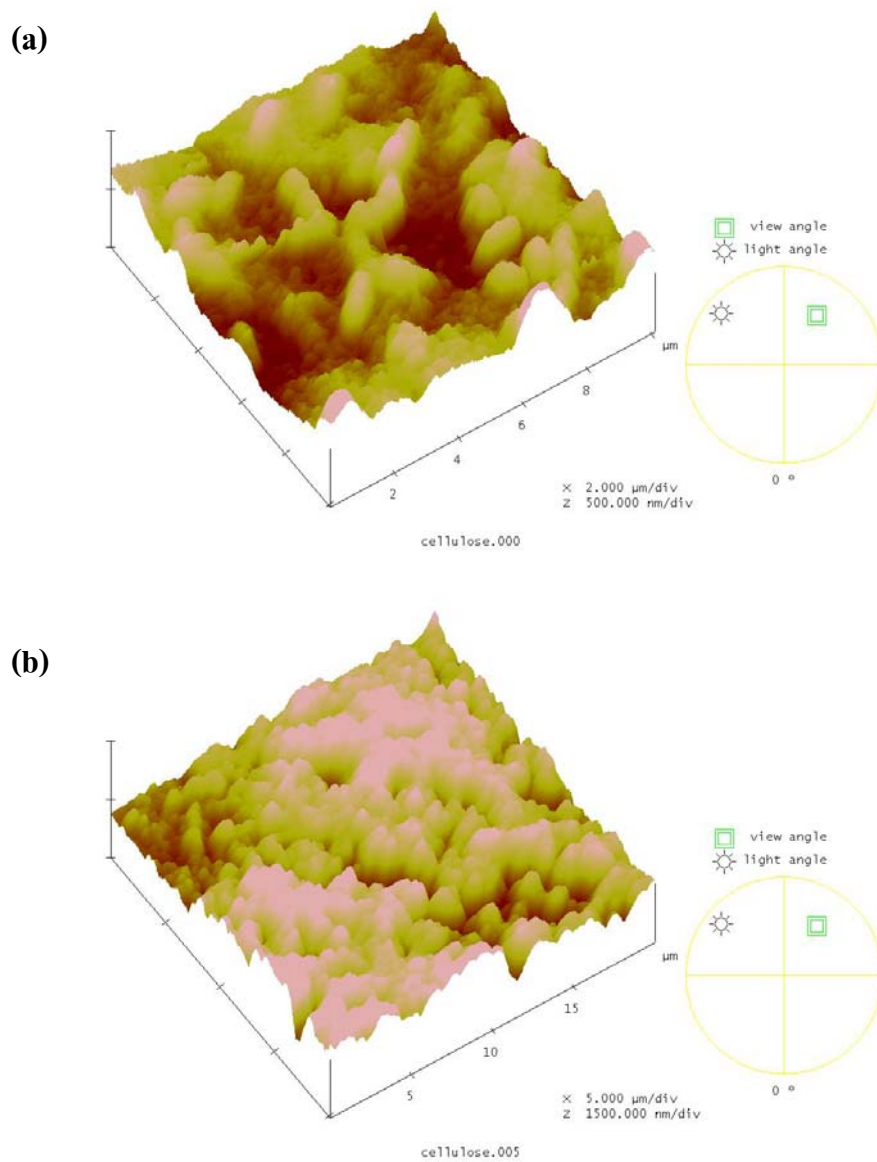 (a)
view angle
light angle
µm
8
6
4
2
0 º
X 2.000 µm/div
Z 500.000 nm/div
cellulose.000
(b)
view angle
light angle
µm
15
10
5
0 º
X 5.000 µm/div
Z 1500.000 nm/div
cellulose.005